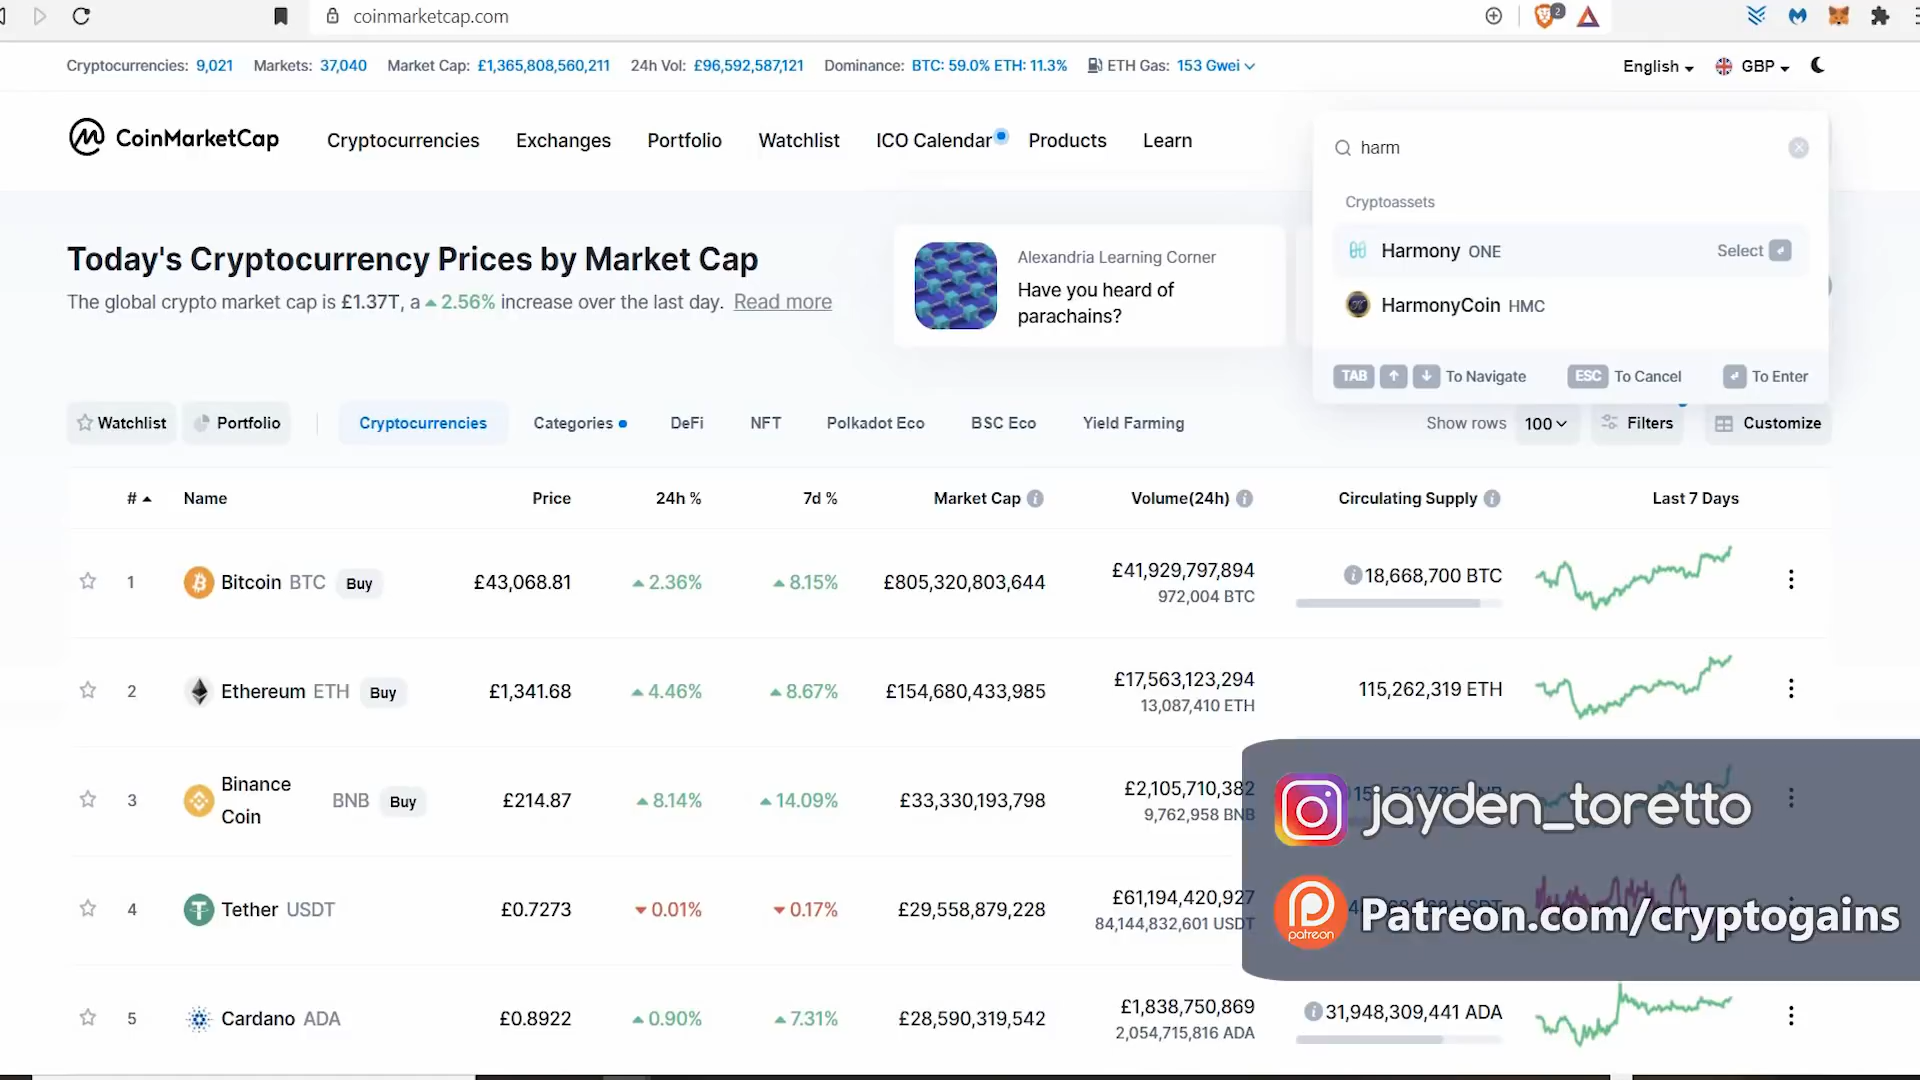 coinmarketcap.com
2
Cryptocurrencies: 9,021 Markets: 37,040 Market Cap: £1,365,808,560,211 24h Vol: £96,592,587,121 Dominance: BTC: 59.0% ETH: 11.3% ETH Gas: 153 Gwei
English GBP
CoinMarketCap Cryptocurrencies Exchanges Portfolio Watchlist ICO Calendar Products Learn
harm
Cryptoassets
Harmony ONE Select
HarmonyCoin HMC
TAB To Navigate ESC To Cancel To Enter
Today's Cryptocurrency Prices by Market Cap
The global crypto market cap is £1.37T, a 2.56% increase over the last day. Read more
Alexandria Learning Corner
Have you heard of
parachains?
Watchlist Portfolio Cryptocurrencies Categories DeFi NFT Polkadot Eco BSC Eco Yield Farming Show rows 100 Filters Customize
# Name Price 24h % 7d % Market Cap Volume(24h) Circulating Supply Last 7 Days
1 Bitcoin BTC Buy £43,068.81 2.36% 8.15% £805,320,803,644 £41,929,797,894 18,668,700 BTC
972,004 BTC
2 Ethereum ETH Buy £1,341.68 4.46% 8.67% £154,680,433,985 £17,563,123,294 115,262,319 ETH
13,087,410 ETH
3 Binance Coin BNB Buy £214.87 8.14% 14.09% £33,330,193,798 £2,105,710,382
9,762,958 BNB
4 Tether USDT £0.7273 0.01% 0.17% £29,558,879,228 £61,194,420,927
84,144,832,601 USDT
5 Cardano ADA £0.8922 0.90% 7.31% £28,590,319,542 £1,838,750,869 31,948,309,441 ADA
2,054,715,816 ADA
jayden_toretto
patreon
Patreon.com/cryptogains